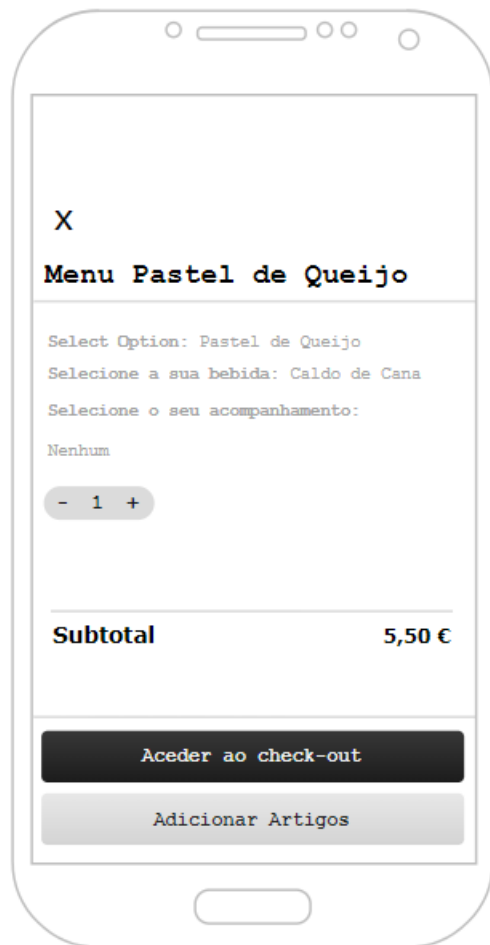 X
Menu Pastel de Queijo
Select Option: Pastel de Queijo
Selecione a sua bebida: Caldo de Cana
Selecione o seu acompanhamento:
Nenhum
- 1 +
Subtotal 5,50 €
Aceder ao check-out
Adicionar Artigos